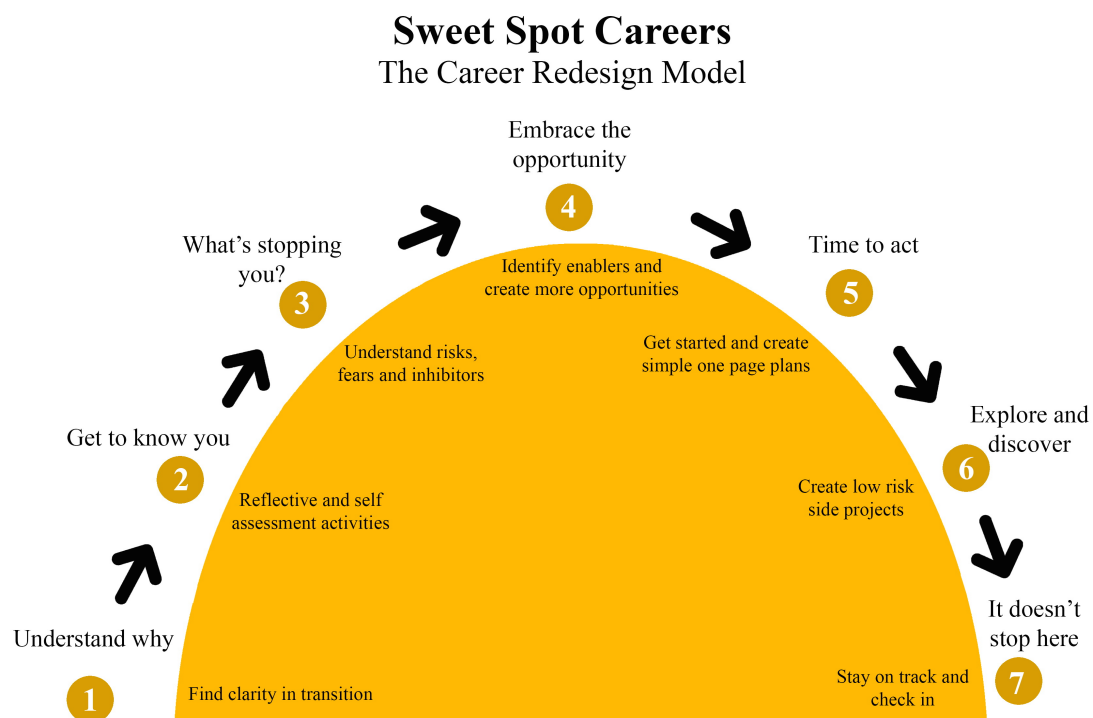 Sweet Spot Careers
The Career Redesign Model
Embrace the
opportunity
4
Identify enablers and
create more opportunities
What's stopping
you?
3
Understand risks,
fears and inhibitors
Time to act
5
Get started and create
simple one page plans
Get to know you
2
Reflective and self
assessment activities
Explore and
discover
6
Create low risk
side projects
Understand why
1
Find clarity in transition
It doesn't
stop here
7
Stay on track and
check in